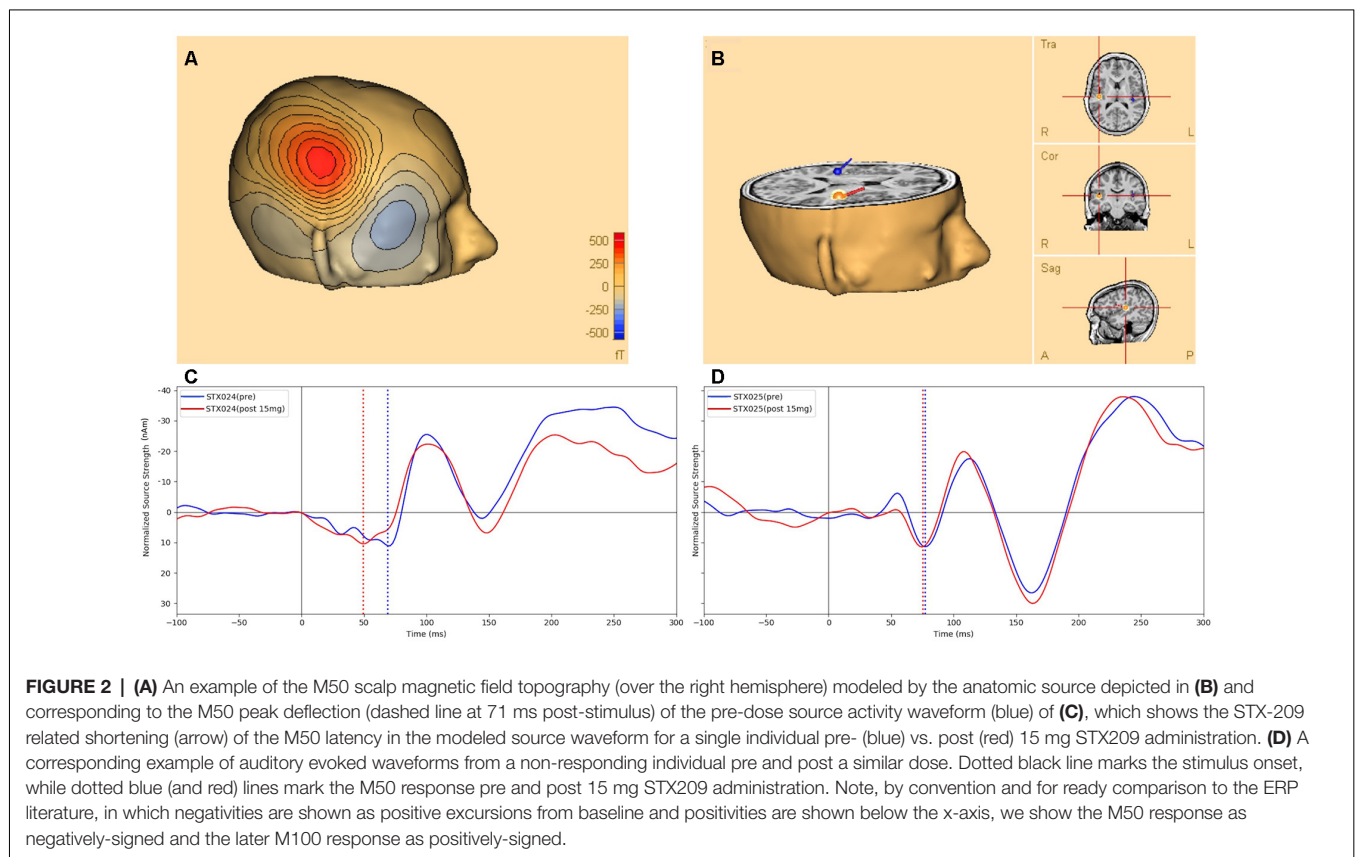 A
500
250
0
-250
-500
fT
B
Tra
R L
Cor
R L
Sag
A P
C
STX024(pre)
STX024(post 15mg)
Normalized Source Strength (nAm)
-40
-30
-20
-10
0
10
20
30
-100 -50 0 50 100 150 200 250 300
Time (ms)
D
STX025(pre)
STX025(post 15mg)
Normalized Source Strength
-100 -50 0 50 100 150 200 250 300
Time (ms)
FIGURE 2 | (A) An example of the M50 scalp magnetic field topography (over the right hemisphere) modeled by the anatomic source depicted in (B) and
corresponding to the M50 peak deflection (dashed line at 71 ms post-stimulus) of the pre-dose source activity waveform (blue) of (C), which shows the STX-209
related shortening (arrow) of the M50 latency in the modeled source waveform for a single individual pre- (blue) vs. post (red) 15 mg STX209 administration. (D) A
corresponding example of auditory evoked waveforms from a non-responding individual pre and post a similar dose. Dotted black line marks the stimulus onset,
while dotted blue (and red) lines mark the M50 response pre and post 15 mg STX209 administration. Note, by convention and for ready comparison to the ERP
literature, in which negativities are shown as positive excursions from baseline and positivities are shown below the x-axis, we show the M50 response as
negatively-signed and the later M100 response as positively-signed.